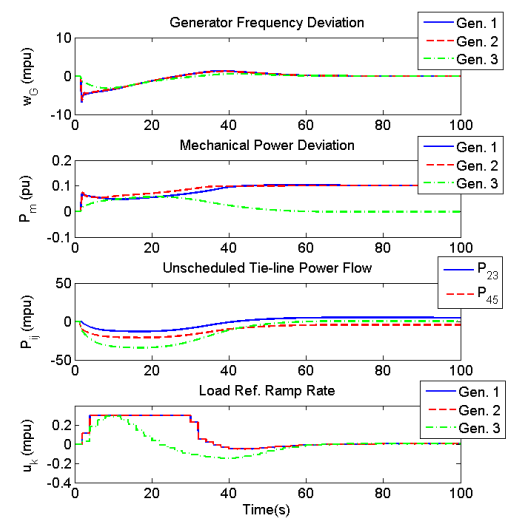 Generator Frequency Deviation
10
0
-10
w_G (mpu)
0 20 40 60 80 100
Gen. 1
Gen. 2
Gen. 3
Mechanical Power Deviation
0.2
0.1
0
-0.1
P_m (pu)
0 20 40 60 80 100
Gen. 1
Gen. 2
Gen. 3
Unscheduled Tie-line Power Flow
50
0
-50
P_ij (mpu)
0 20 40 60 80 100
P_23
P_45
Load Ref. Ramp Rate
0.2
0
-0.2
-0.4
u_k (mpu)
0 20 40 60 80 100
Time(s)
Gen. 1
Gen. 2
Gen. 3